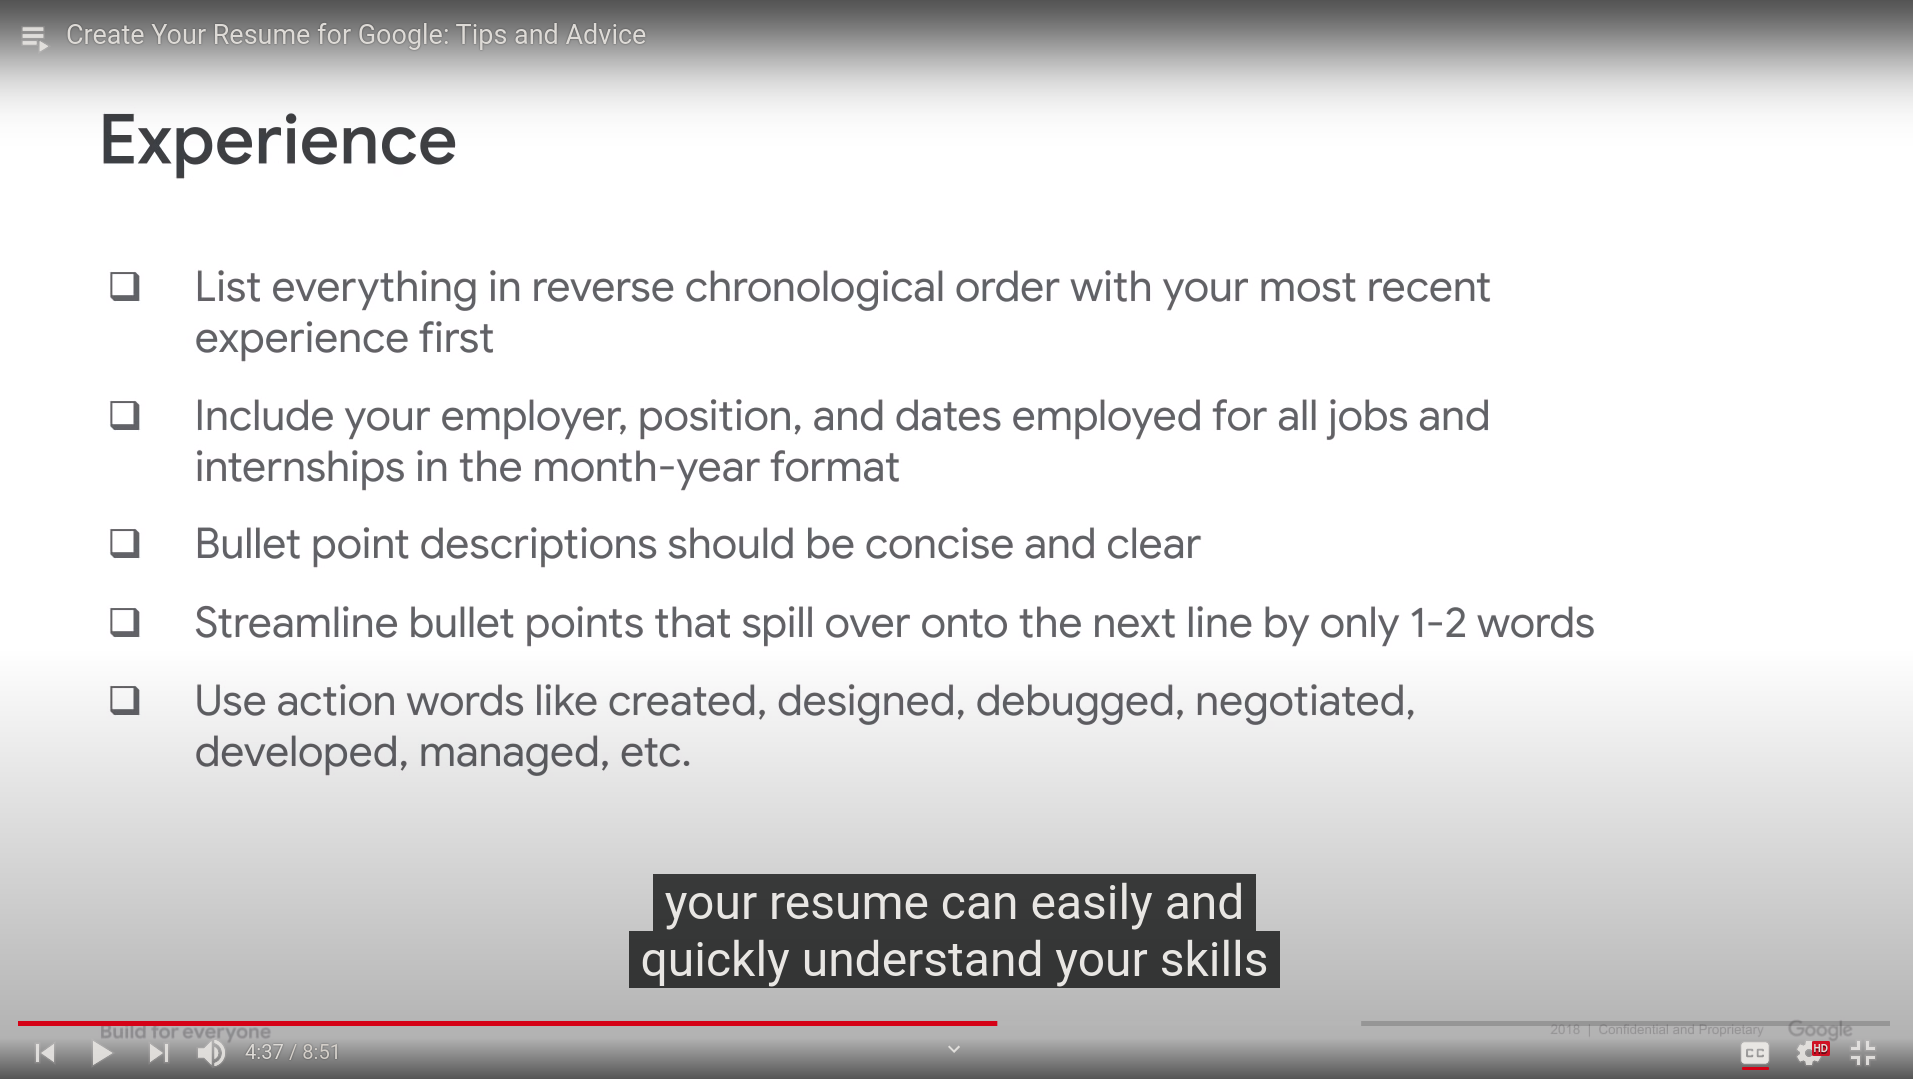 Create Your Resume for Google: Tips and Advice
Experience
List everything in reverse chronological order with your most recent
experience first
Include your employer, position, and dates employed for all jobs and
internships in the month-year format
Bullet point descriptions should be concise and clear
Streamline bullet points that spill over onto the next line by only 1-2 words
Use action words like created, designed, debugged, negotiated,
developed, managed, etc.
your resume can easily and
quickly understand your skills
Build for everyone
2018 | Confidential and Proprietary Google
4:37 / 8:51
CC HD